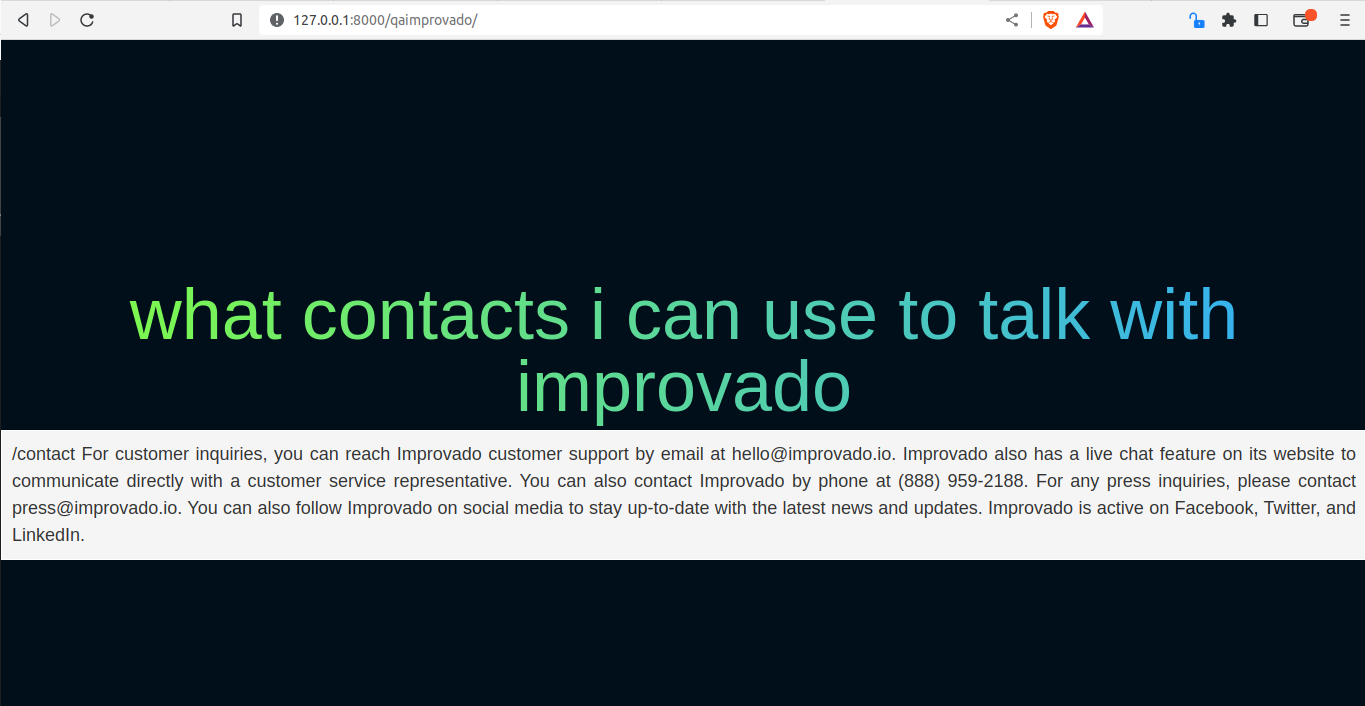 127.0.0.1:8000/qaimprovado/
what contacts i can use to talk with
improvado
/contact For customer inquiries, you can reach Improvado customer support by email at hello@improvado.io. Improvado also has a live chat feature on its website to
communicate directly with a customer service representative. You can also contact Improvado by phone at (888) 959-2188. For any press inquiries, please contact
press@improvado.io. You can also follow Improvado on social media to stay up-to-date with the latest news and updates. Improvado is active on Facebook, Twitter, and
LinkedIn.